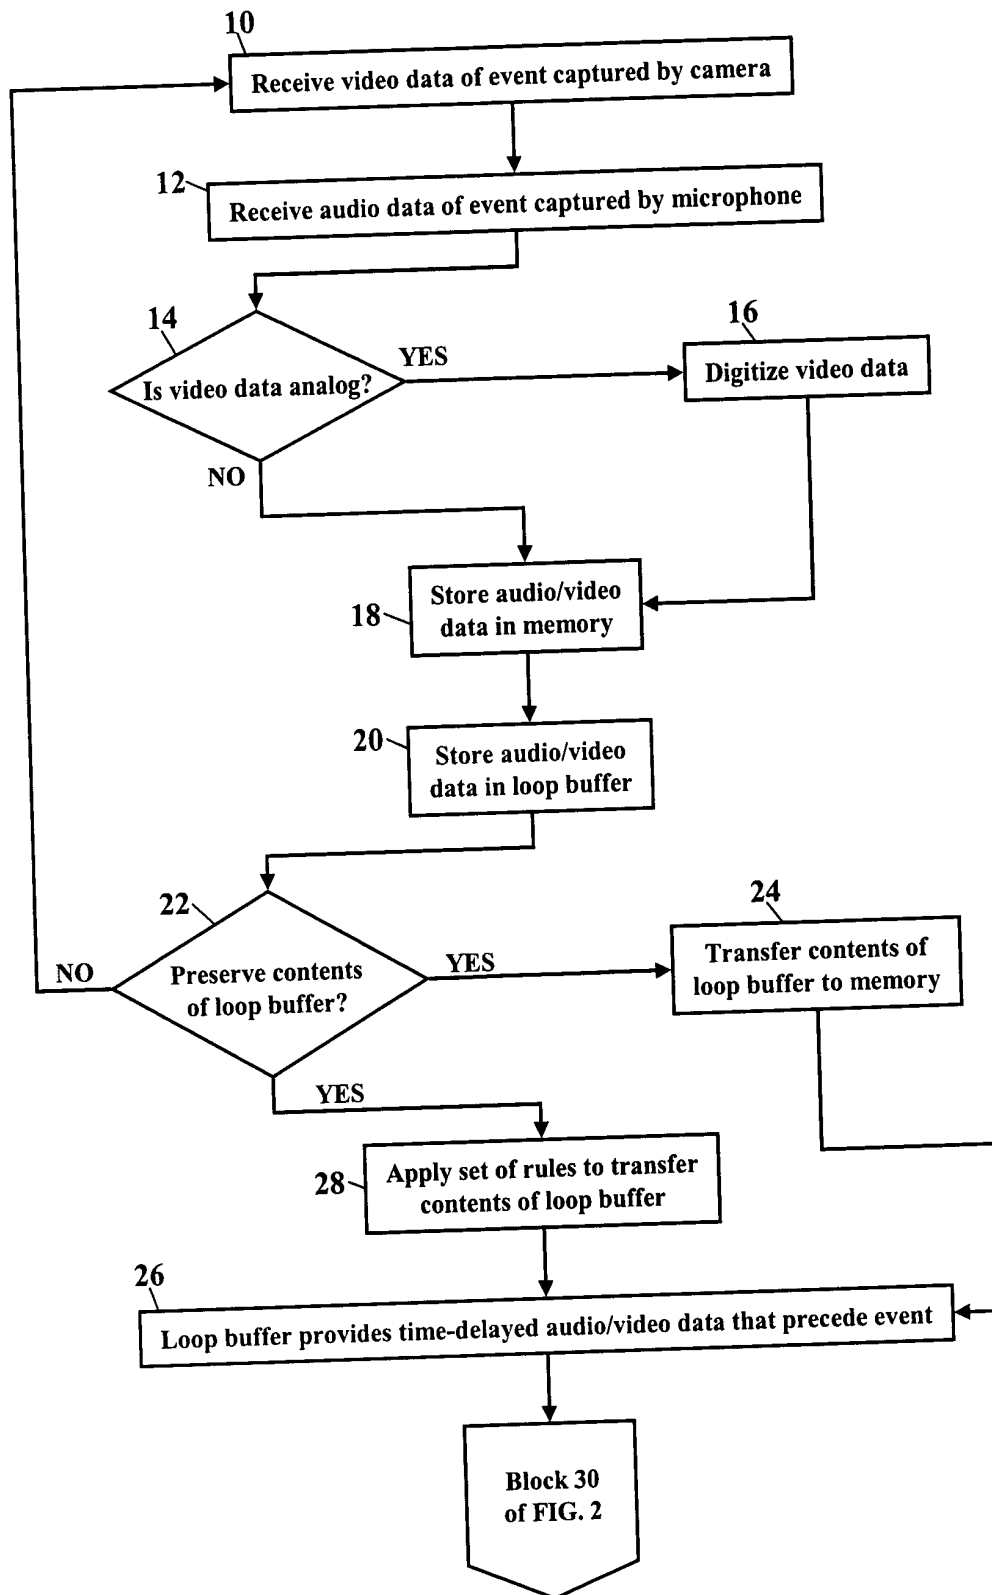 10
Receive video data of event captured by camera
12
Receive audio data of event captured by microphone
14
Is video data analog?
YES
16
Digitize video data
NO
18
Store audio/video
data in memory
20
Store audio/video
data in loop buffer
22
Preserve contents
of loop buffer?
NO
YES
24
Transfer contents of
loop buffer to memory
YES
28
Apply set of rules to transfer
contents of loop buffer
26
Loop buffer provides time-delayed audio/video data that precede event
Block 30
of FIG. 2